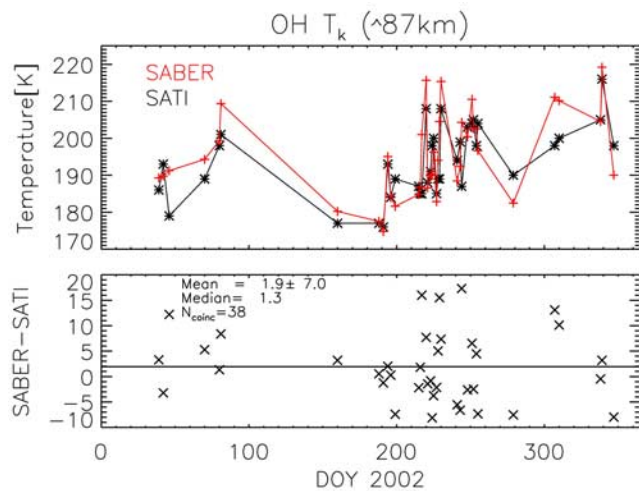 OH T_k (^87km)
Temperature[K]
220
210
200
190
180
170
SABER
SATI
SABER−SATI
20
15
10
5
0
−5
−10
Mean = 1.9± 7.0
Median= 1.3
N_coinc=38
0 100 200 300
DOY 2002